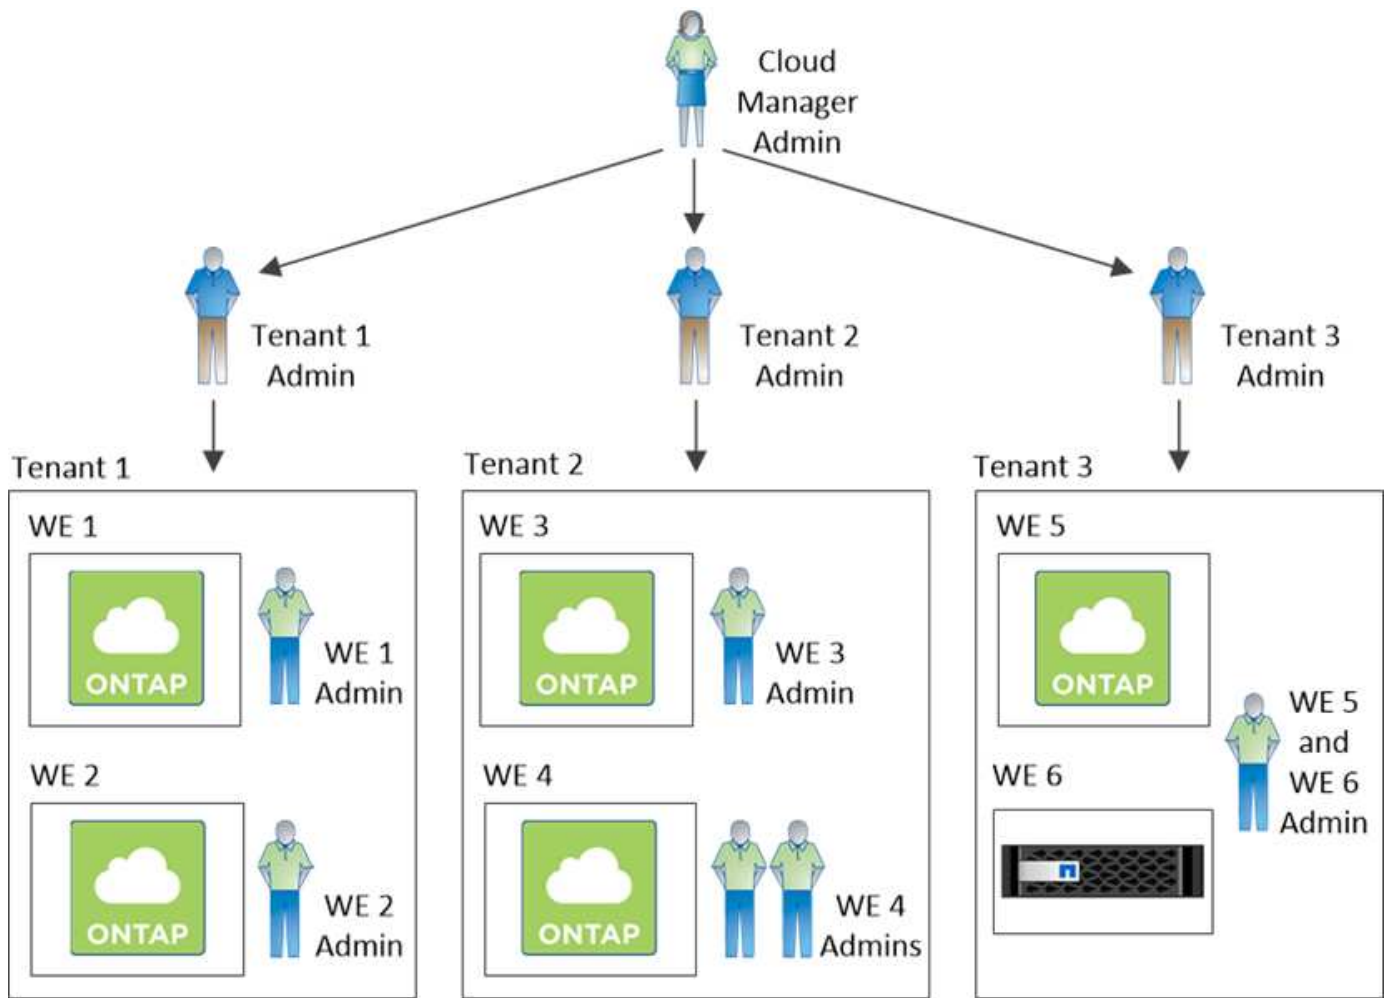 Cloud
Manager
Admin
Tenant 1
Admin
Tenant 2
Admin
Tenant 3
Admin
Tenant 1
WE 1
ONTAP
WE 1
Admin
WE 2
ONTAP
WE 2
Admin
Tenant 2
WE 3
ONTAP
WE 3
Admin
WE 4
ONTAP
WE 4
Admins
Tenant 3
WE 5
ONTAP
WE 6
WE 5
and
WE 6
Admin